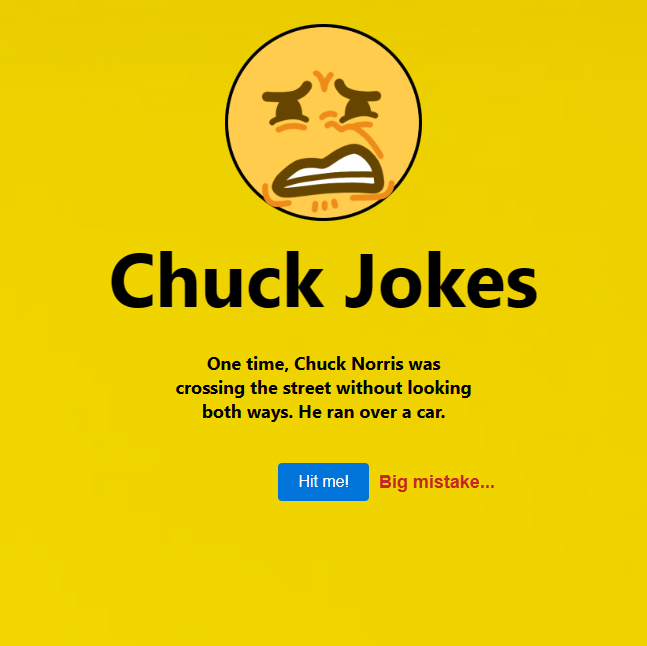 Chuck Jokes
One time, Chuck Norris was
crossing the street without looking
both ways. He ran over a car.
Hit me! Big mistake...